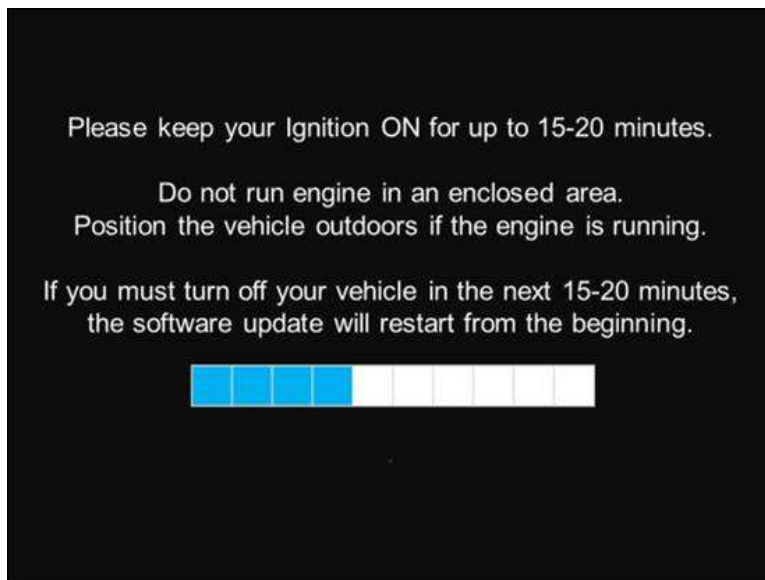 Please keep your Ignition ON for up to 15-20 minutes.
Do not run engine in an enclosed area.
Position the vehicle outdoors if the engine is running.
If you must turn off your vehicle in the next 15-20 minutes,
the software update will restart from the beginning.